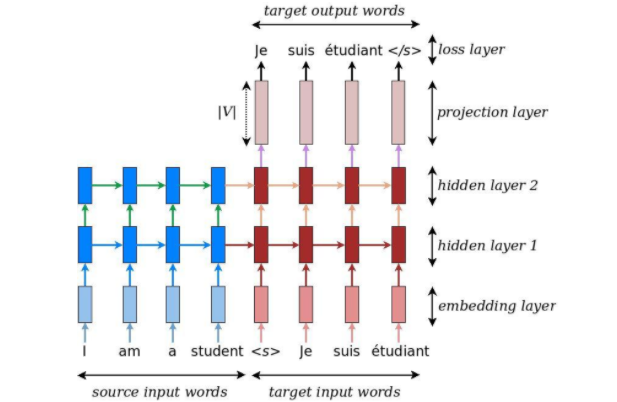 target output words
Je suis étudiant </s> loss layer
|V| projection layer
hidden layer 2
hidden layer 1
embedding layer
I am a student <s> Je suis étudiant
source input words target input words